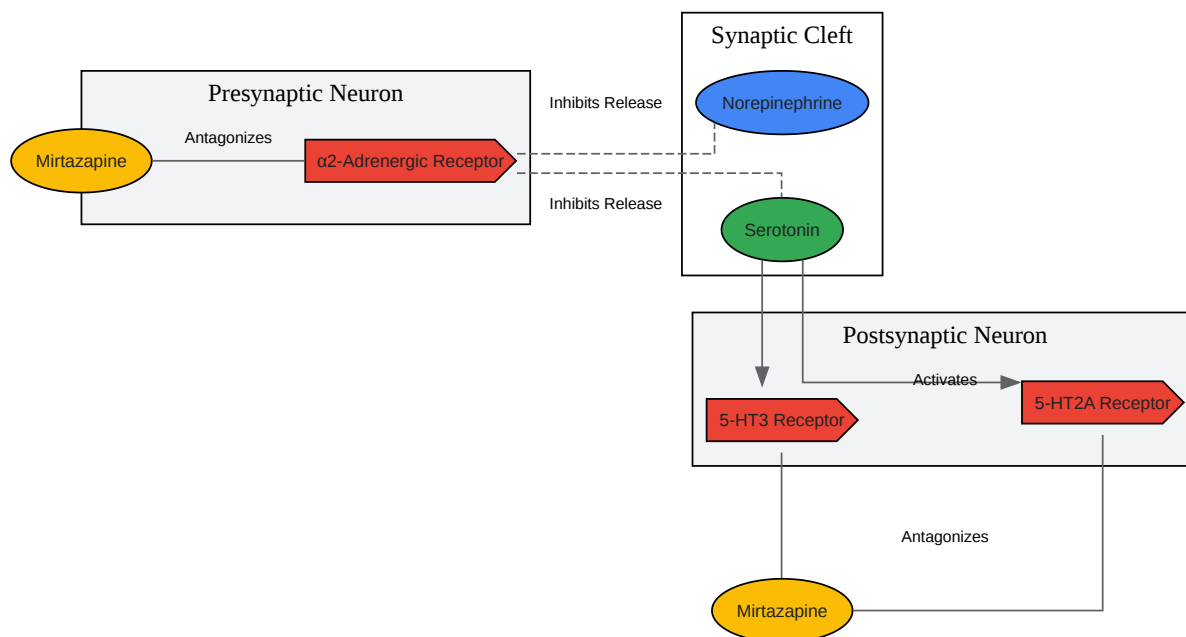 Synaptic Cleft
Presynaptic Neuron
Inhibits Release
Norepinephrine
Antagonizes
Mirtazapine
α2-Adrenergic Receptor
Inhibits Release
Serotonin
Postsynaptic Neuron
Activates
5-HT3 Receptor
5-HT2A Receptor
Antagonizes
Mirtazapine